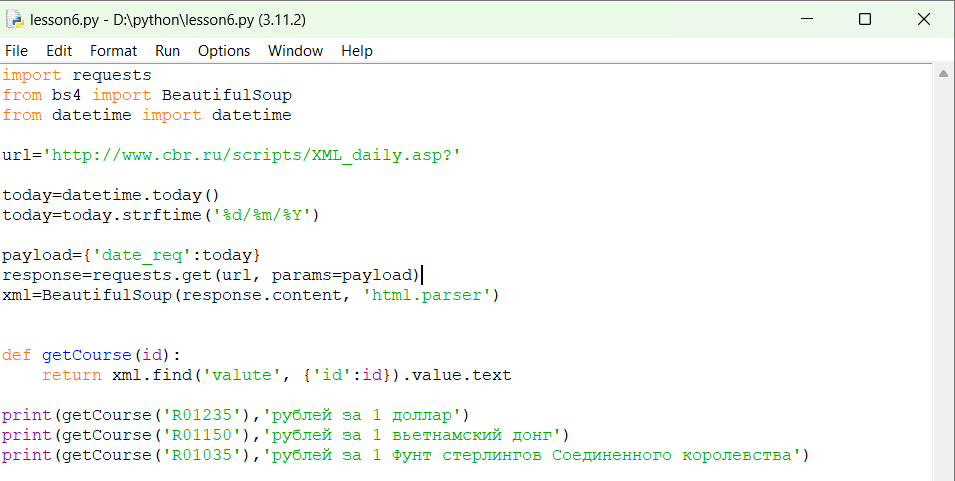 lesson6.py - D:\python\lesson6.py (3.11.2)
File Edit Format Run Options Window Help
import requests
from bs4 import BeautifulSoup
from datetime import datetime
url='http://www.cbr.ru/scripts/XML_daily.asp?'
today=datetime.today()
today=today.strftime('%d/%m/%Y')
payload={'date_req':today}
response=requests.get(url, params=payload)
xml=BeautifulSoup(response.content, 'html.parser')
def getCourse(id):
    return xml.find('valute', {'id':id}).value.text
print(getCourse('R01235'),'рублей за 1 доллар')
print(getCourse('R01150'),'рублей за 1 вьетнамский донг')
print(getCourse('R01035'),'рублей за 1 Фунт стерлингов Соединенного королевства')